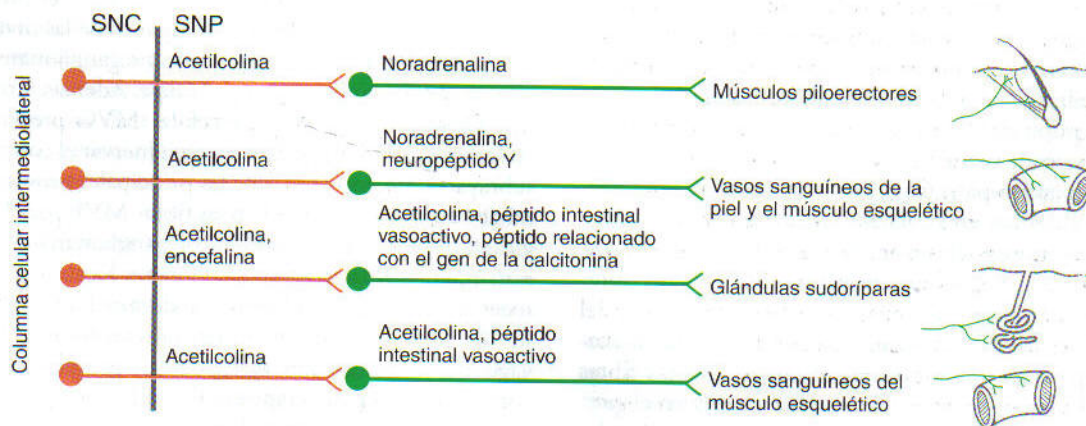 SNC
SNP
Columna celular intermediolateral
Acetilcolina
Noradrenalina
Músculos piloerectores
Acetilcolina
Noradrenalina,
neuropéptido Y
Vasos sanguíneos de la
piel y el músculo esquelético
Acetilcolina,
encefalina
Acetilcolina, péptido intestinal
vasoactivo, péptido relacionado
con el gen de la calcitonina
Glándulas sudoríparas
Acetilcolina
Acetilcolina, péptido
intestinal vasoactivo
Vasos sanguíneos del
músculo esquelético